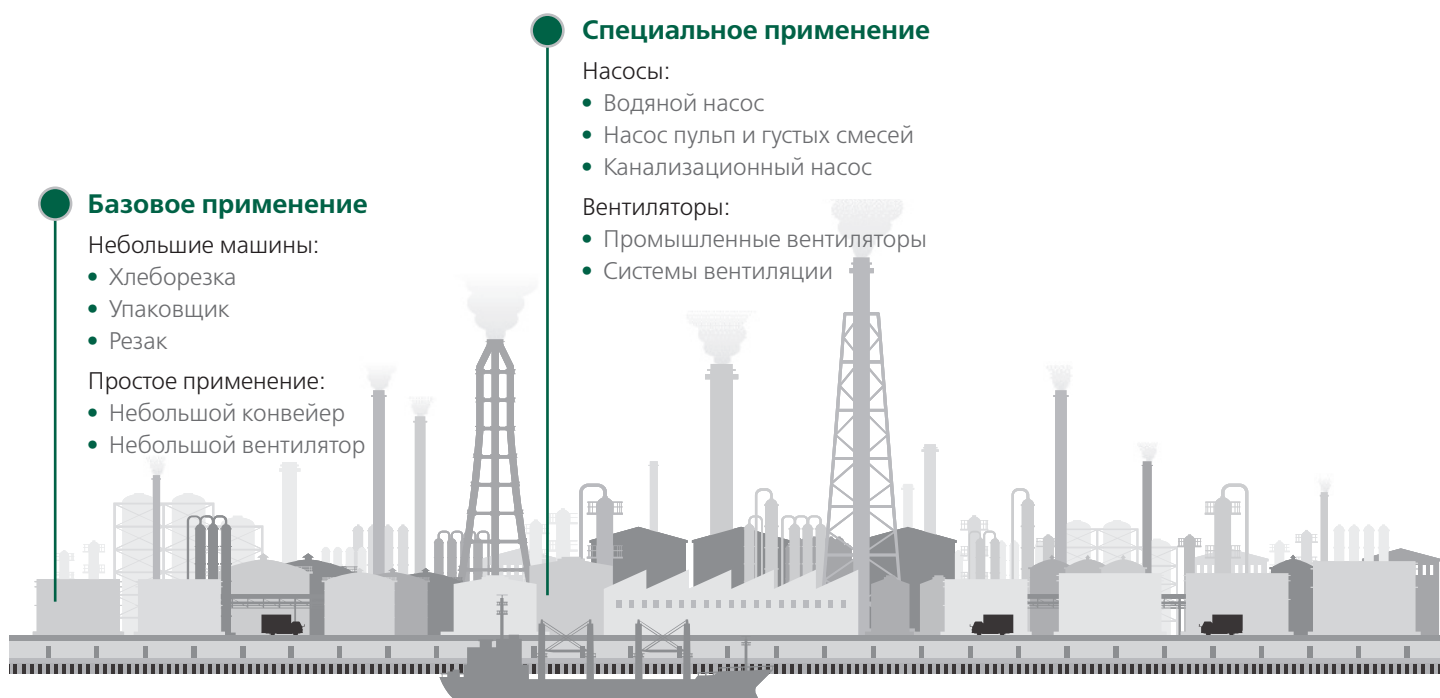 Специальное применение
Насосы:
• Водяной насос
• Насос пульп и густых смесей
• Канализационный насос
Вентиляторы:
• Промышленные вентиляторы
• Системы вентиляции
Базовое применение
Небольшие машины:
• Хлеборезка
• Упаковщик
• Резак
Простое применение:
• Небольшой конвейер
• Небольшой вентилятор